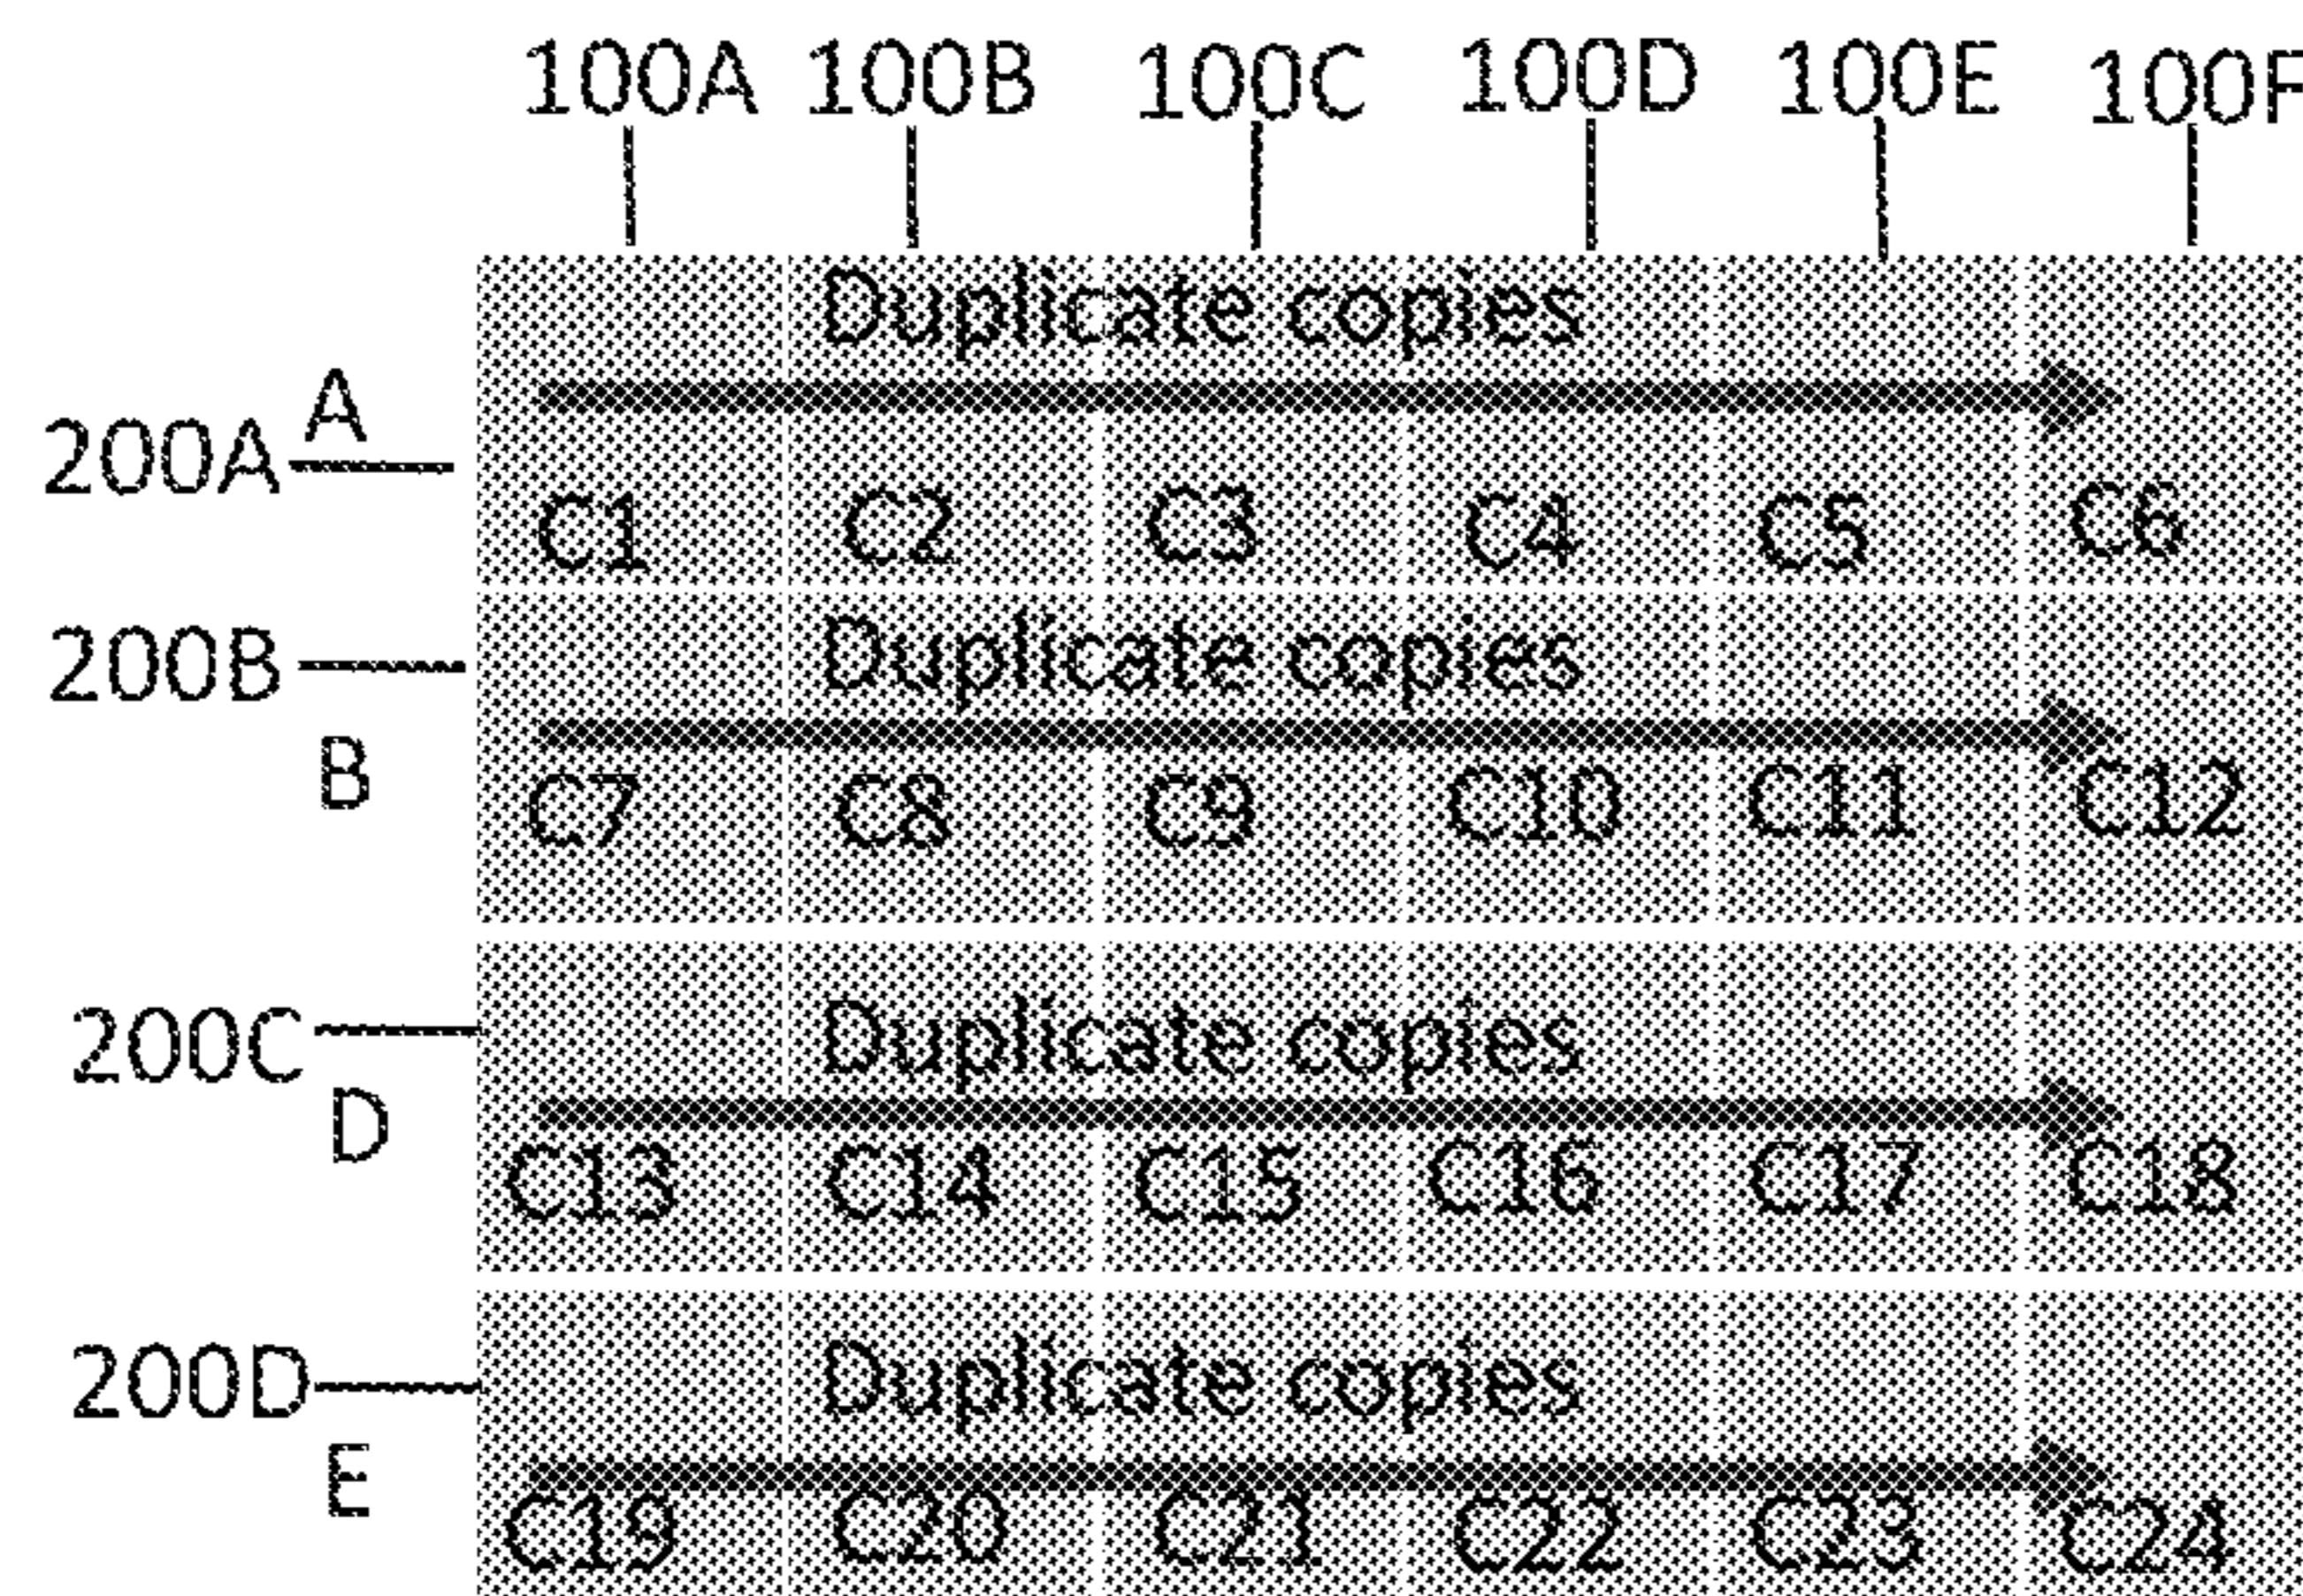 100A 100B 100C 100D 100E 100F
Duplicate copies
A
200A
C1 C2 C3 C4 C5 C6
200B Duplicate copies
B
C7 C8 C9 C10 C11 C12
200C Duplicate copies
D
C13 C14 C15 C16 C17 C18
200D Duplicate copies
E
C19 C20 C21 C22 C23 C24